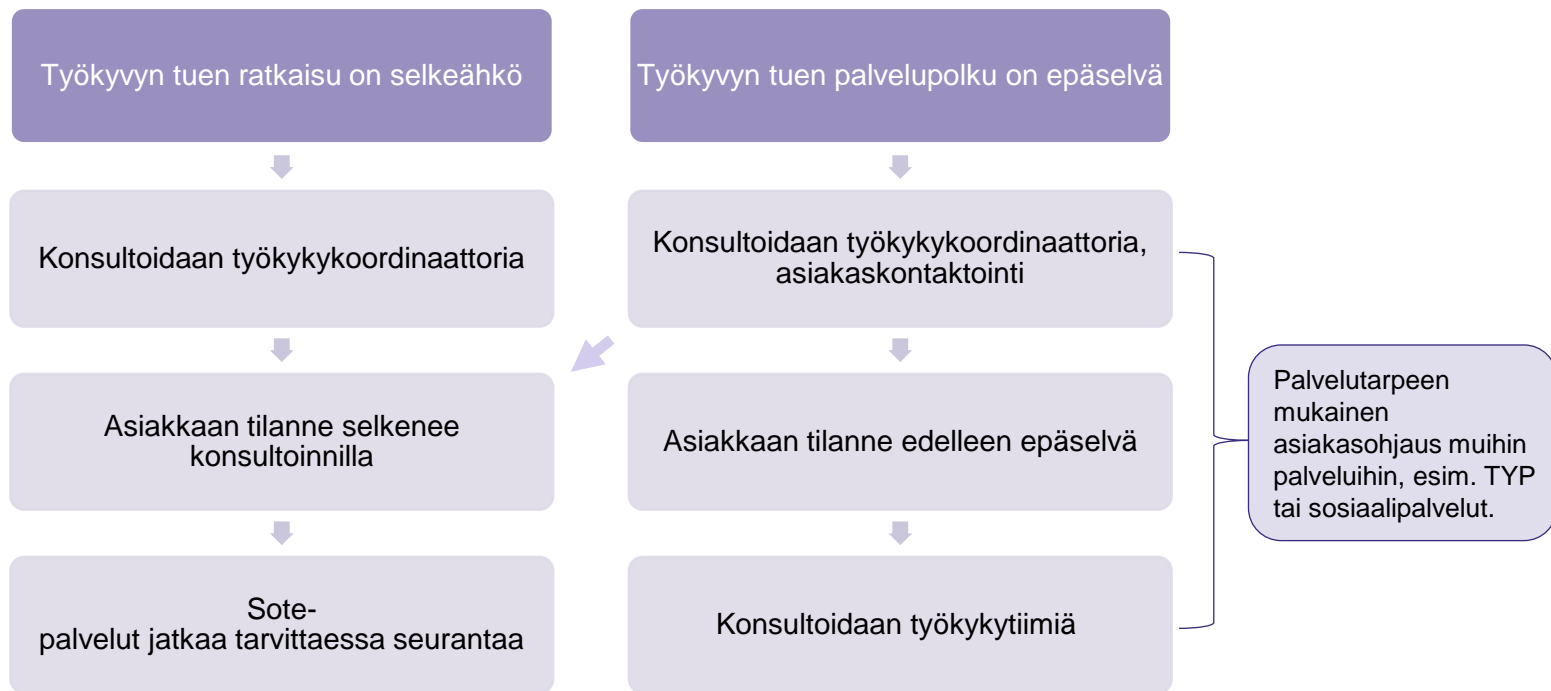 Työkyvyn tuen ratkaisu on selkeähkö
Konsultoidaan työkykykoordinaattoria
Asiakkaan tilanne selkenee
konsultoinnilla
Sote-
palvelut jatkaa tarvittaessa seurantaa
Työkyvyn tuen palvelupolku on epäselvä
Konsultoidaan työkykykoordinaattoria,
asiakaskontaktointi
Asiakkaan tilanne edelleen epäselvä
Konsultoidaan työkykytiimiä
Palvelutarpeen
mukainen
asiakasohjaus muihin
palveluihin, esim. TYP
tai sosiaalipalvelut.